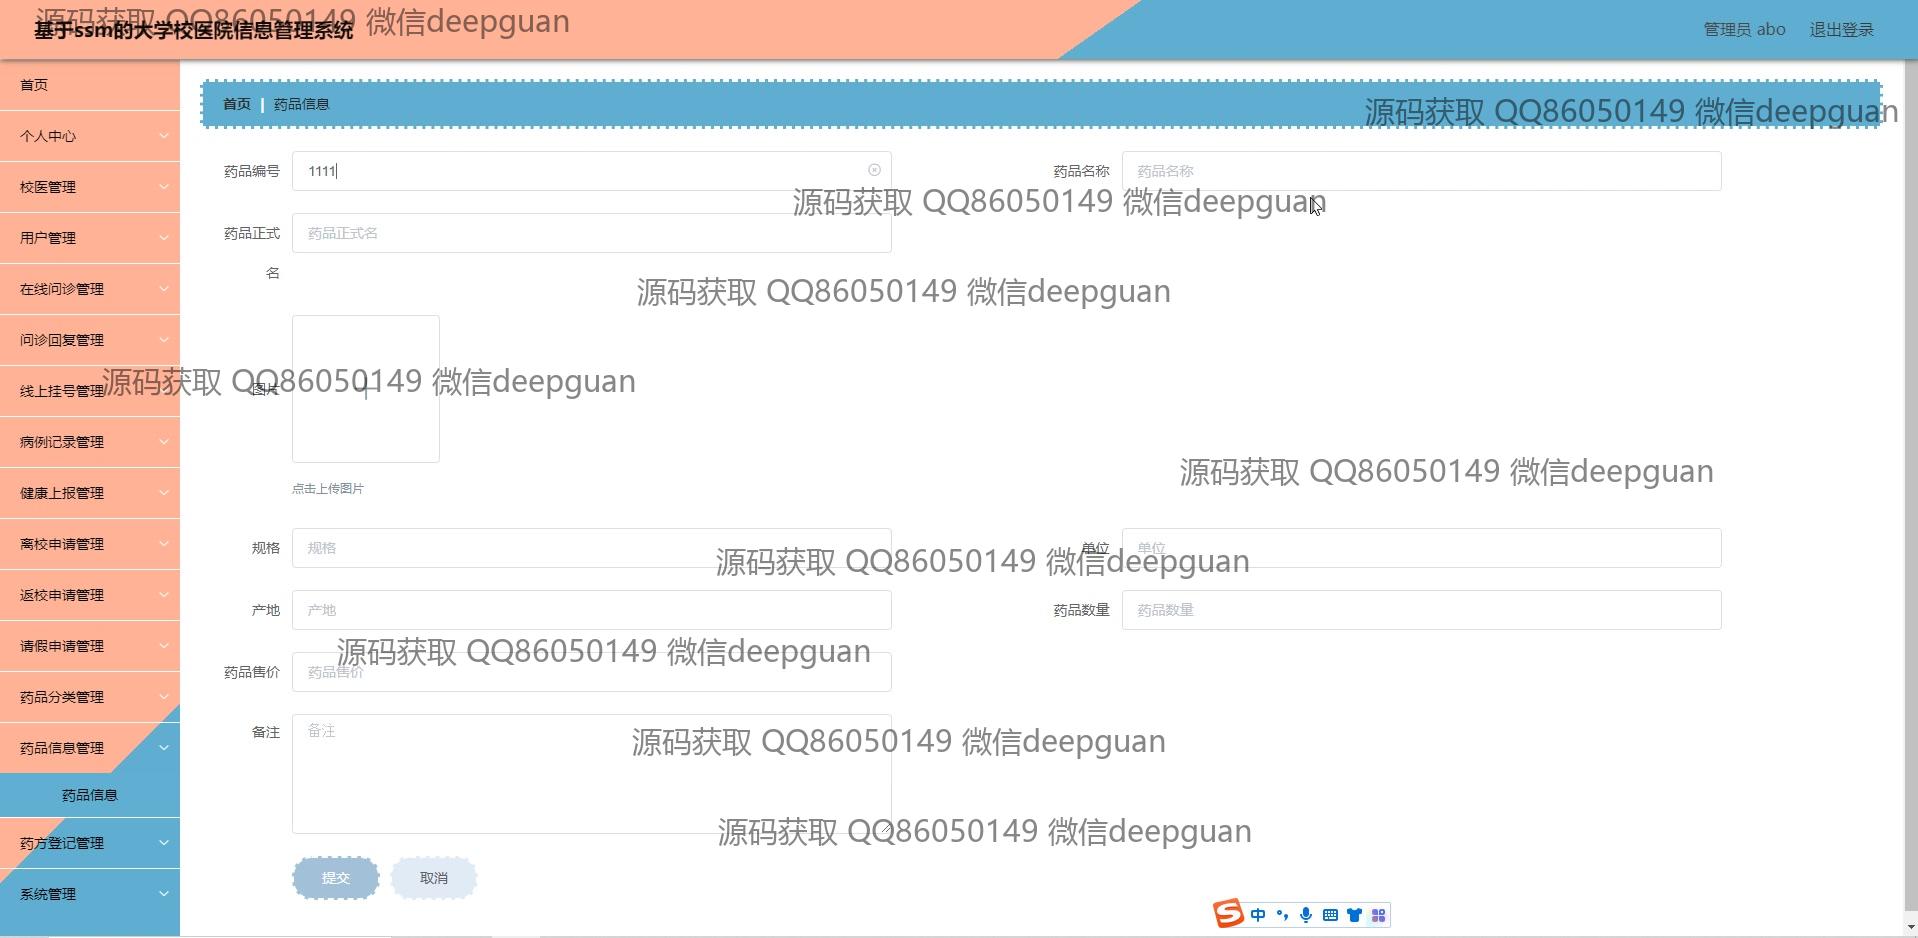 源码获取 QQ86050149 微信deepguan
基于ssm的大学校医院信息管理系统
管理员 abo 退出登录
首页
个人中心
校医管理
用户管理
在线问诊管理
问诊回复管理
线上挂号管理
病例记录管理
健康上报管理
离校申请管理
返校申请管理
请假申请管理
药品分类管理
药品信息管理
药品信息
药方登记管理
系统管理
首页 | 药品信息
源码获取 QQ86050149 微信deepguan
药品编号 1111
药品名称 药品名称
源码获取 QQ86050149 微信deepguan
药品正式名 药品正式名
源码获取 QQ86050149 微信deepguan
图片
源码获取 QQ86050149 微信deepguan
点击上传图片
源码获取 QQ86050149 微信deepguan
规格 规格
单位 单位
源码获取 QQ86050149 微信deepguan
产地 产地
药品数量 药品数量
源码获取 QQ86050149 微信deepguan
药品售价 药品售价
备注 备注
源码获取 QQ86050149 微信deepguan
源码获取 QQ86050149 微信deepguan
提交 取消
中